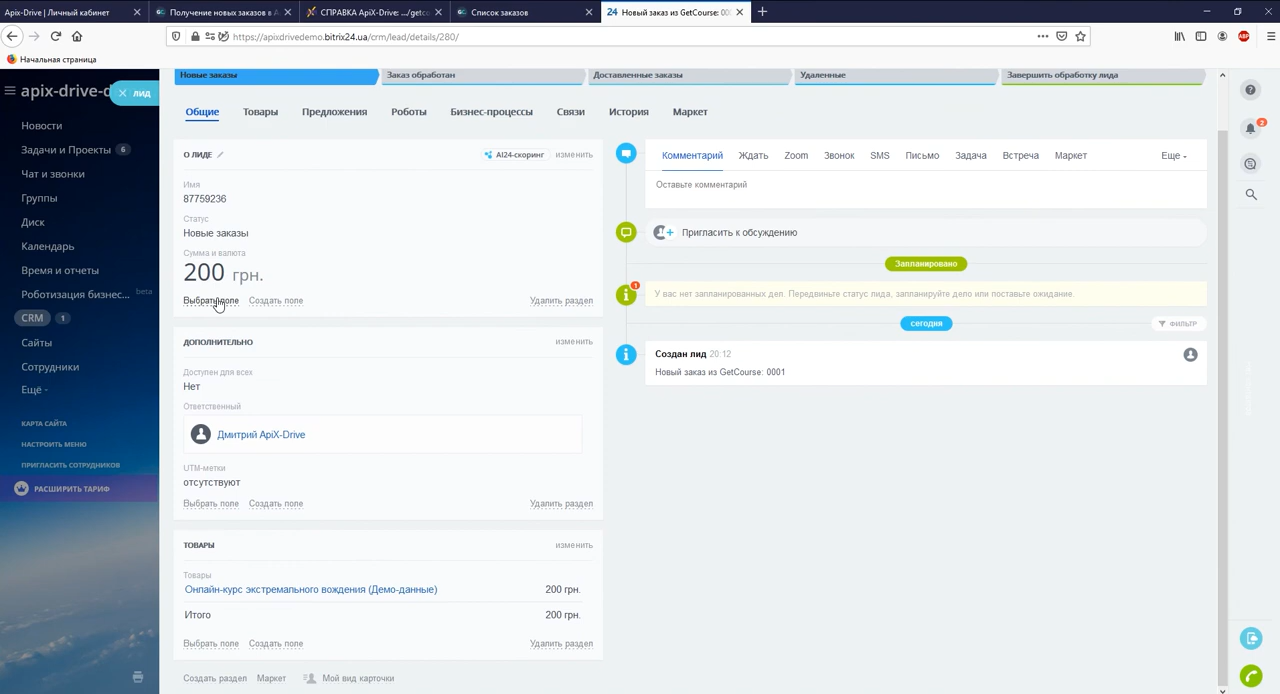 Apix-Drive | Личный кабинет
Получение новых заказов в A
СПРАВКА ApiX-Drive: .../getco
Список заказов
24 Новый заказ из GetCourse: 000
https://apixdrivedemo.bitrix24.ua/crm/lead/details/280/
ABP
Начальная страница
apix-drive-d
ЛИД
Новости
Задачи и Проекты 6
Чат и звонки
Группы
Диск
Календарь
Время и отчеты
Роботизация бизнес... beta
CRM 1
Сайты
Сотрудники
Ещё
КАРТА САЙТА
НАСТРОИТЬ МЕНЮ
ПРИГЛАСИТЬ СОТРУДНИКОВ
РАСШИРИТЬ ТАРИФ
Новые заказы
Заказ обработан
Доставленные заказы
Удаленные
Завершить обработку лида
Общие
Товары
Предложения
Роботы
Бизнес-процессы
Связи
История
Маркет
О ЛИДЕ
AI24-скоринг
изменить
Имя
87759236
Статус
Новые заказы
Сумма и валюта
200 грн.
Выбрать поле
Создать поле
Удалить раздел
ДОПОЛНИТЕЛЬНО
изменить
Доступен для всех
Нет
Ответственный
Дмитрий ApiX-Drive
UTM-метки
отсутствуют
Выбрать поле
Создать поле
Удалить раздел
ТОВАРЫ
изменить
Товары
Онлайн-курс экстремального вождения (Демо-данные) 200 грн.
Итого 200 грн.
Выбрать поле
Создать поле
Удалить раздел
Создать раздел
Маркет
Мой вид карточки
Комментарий
Ждать
Zoom
Звонок
SMS
Письмо
Задача
Встреча
Маркет
Еще
Оставьте комментарий
Пригласить к обсуждению
Запланировано
1
У вас нет запланированных дел. Передвиньте статус лида, запланируйте дело или поставьте ожидание.
сегодня
ФИЛЬТР
Создан лид 20:12
Новый заказ из GetCourse: 0001
2